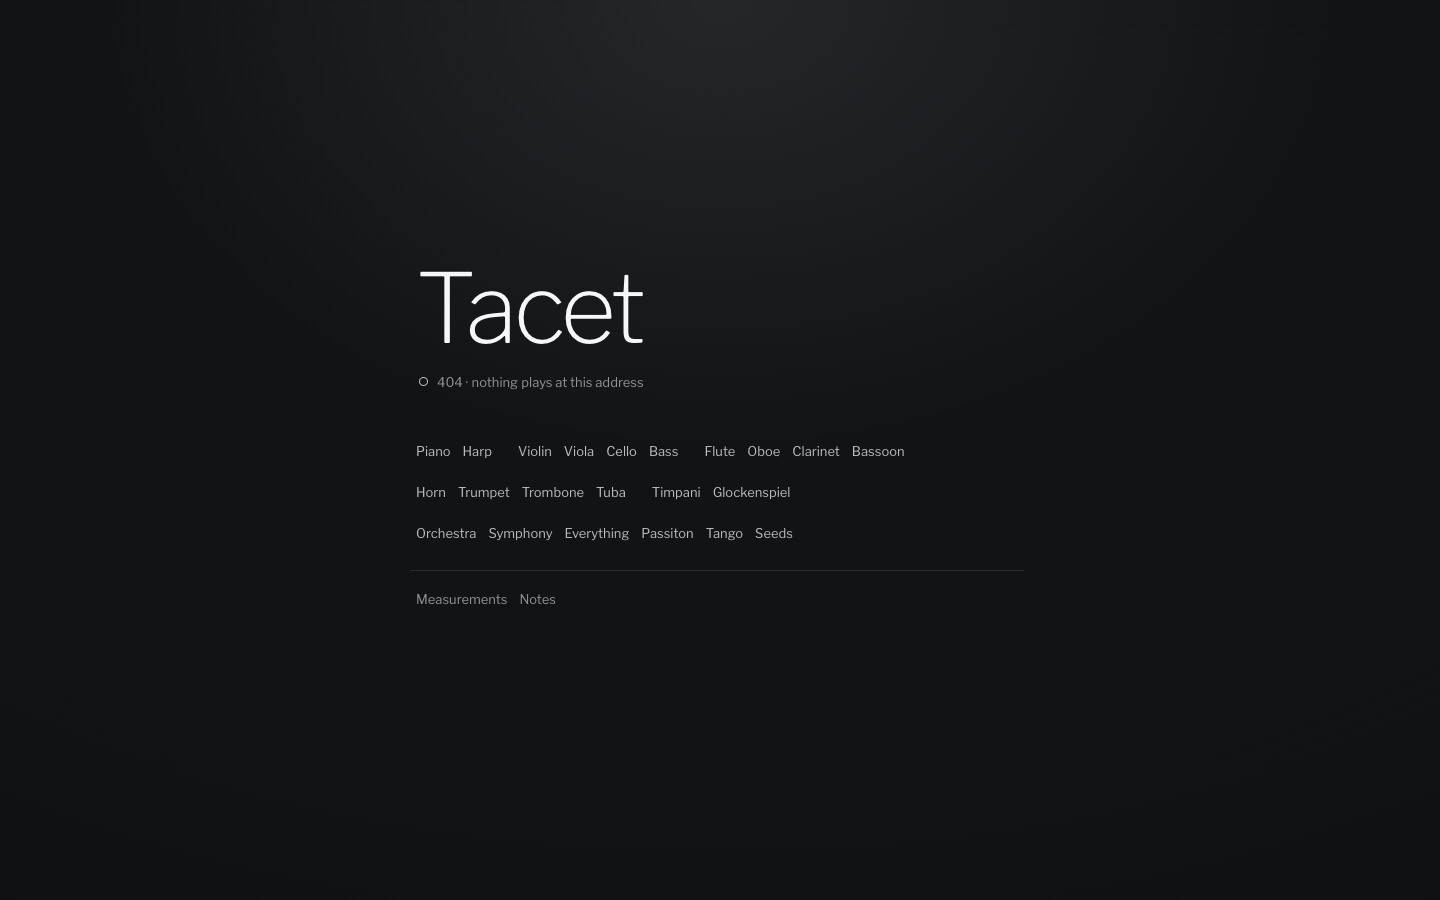 Tacet
404 · nothing plays at this address
Piano Harp Violin Viola Cello Bass Flute Oboe Clarinet Bassoon
Horn Trumpet Trombone Tuba Timpani Glockenspiel
Orchestra Symphony Everything Passiton Tango Seeds
Measurements Notes